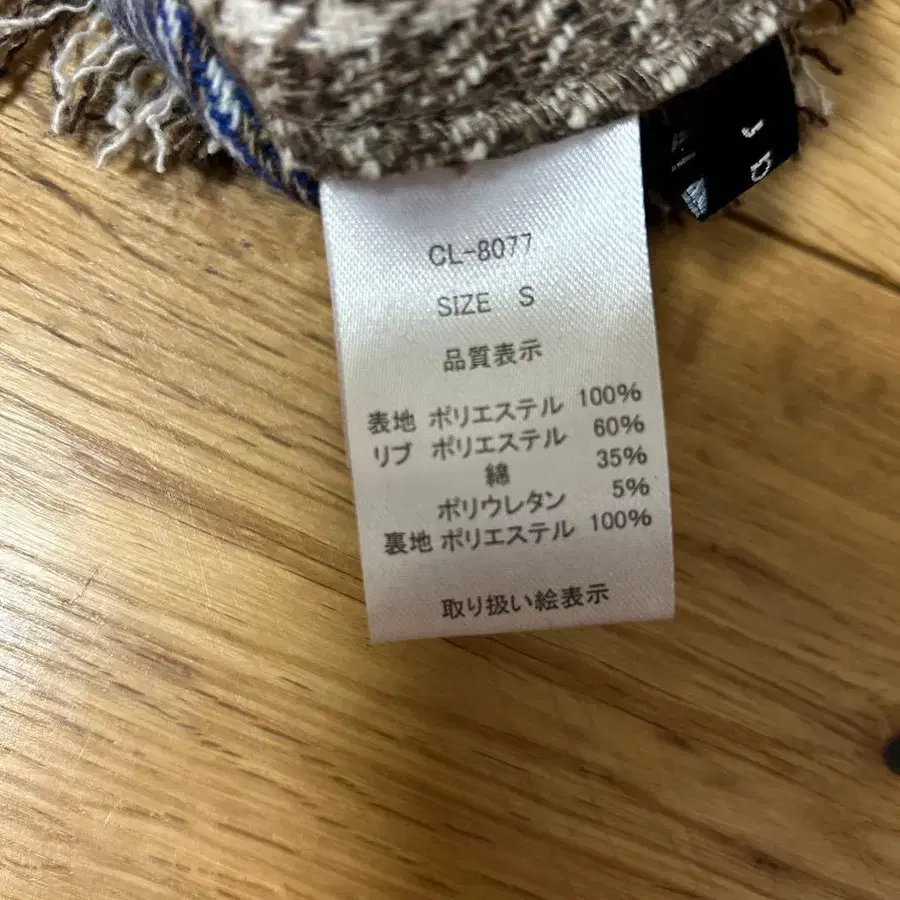 CL-8077
SIZE S
品質表示
表地 ポリエステル 100%
リブ ポリエステル 60%
綿 35%
ポリウレタン 5%
裏地 ポリエステル 100%
取り扱い絵表示